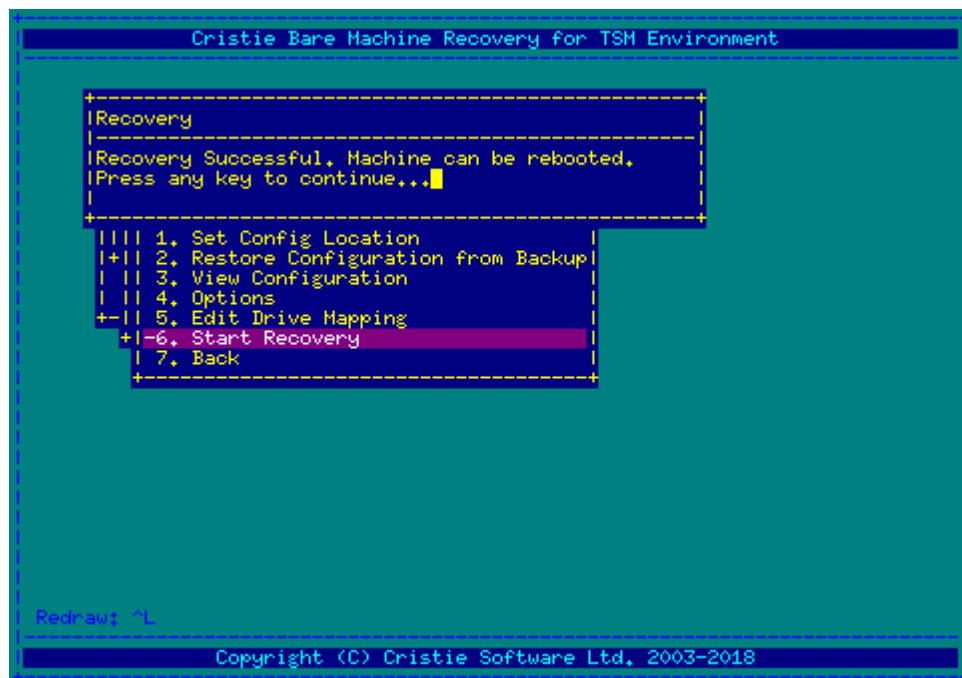 Cristie Bare Machine Recovery for TSM Environment
Recovery
Recovery Successful. Machine can be rebooted.
Press any key to continue...
1. Set Config Location
2. Restore Configuration from Backup
3. View Configuration
4. Options
5. Edit Drive Mapping
6. Start Recovery
7. Back
Redraw: ^L
Copyright (C) Cristie Software Ltd. 2003-2018